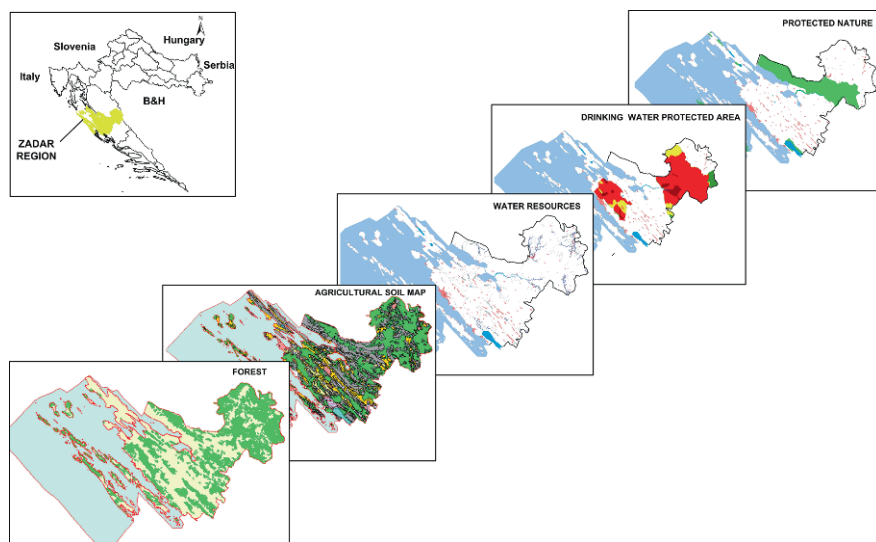 N
Slovenia
Hungary
Italy
Serbia
B&H
ZADAR
REGION
PROTECTED NATURE
DRINKING WATER PROTECTED AREA
WATER RESOURCES
AGRICULTURAL SOIL MAP
FOREST